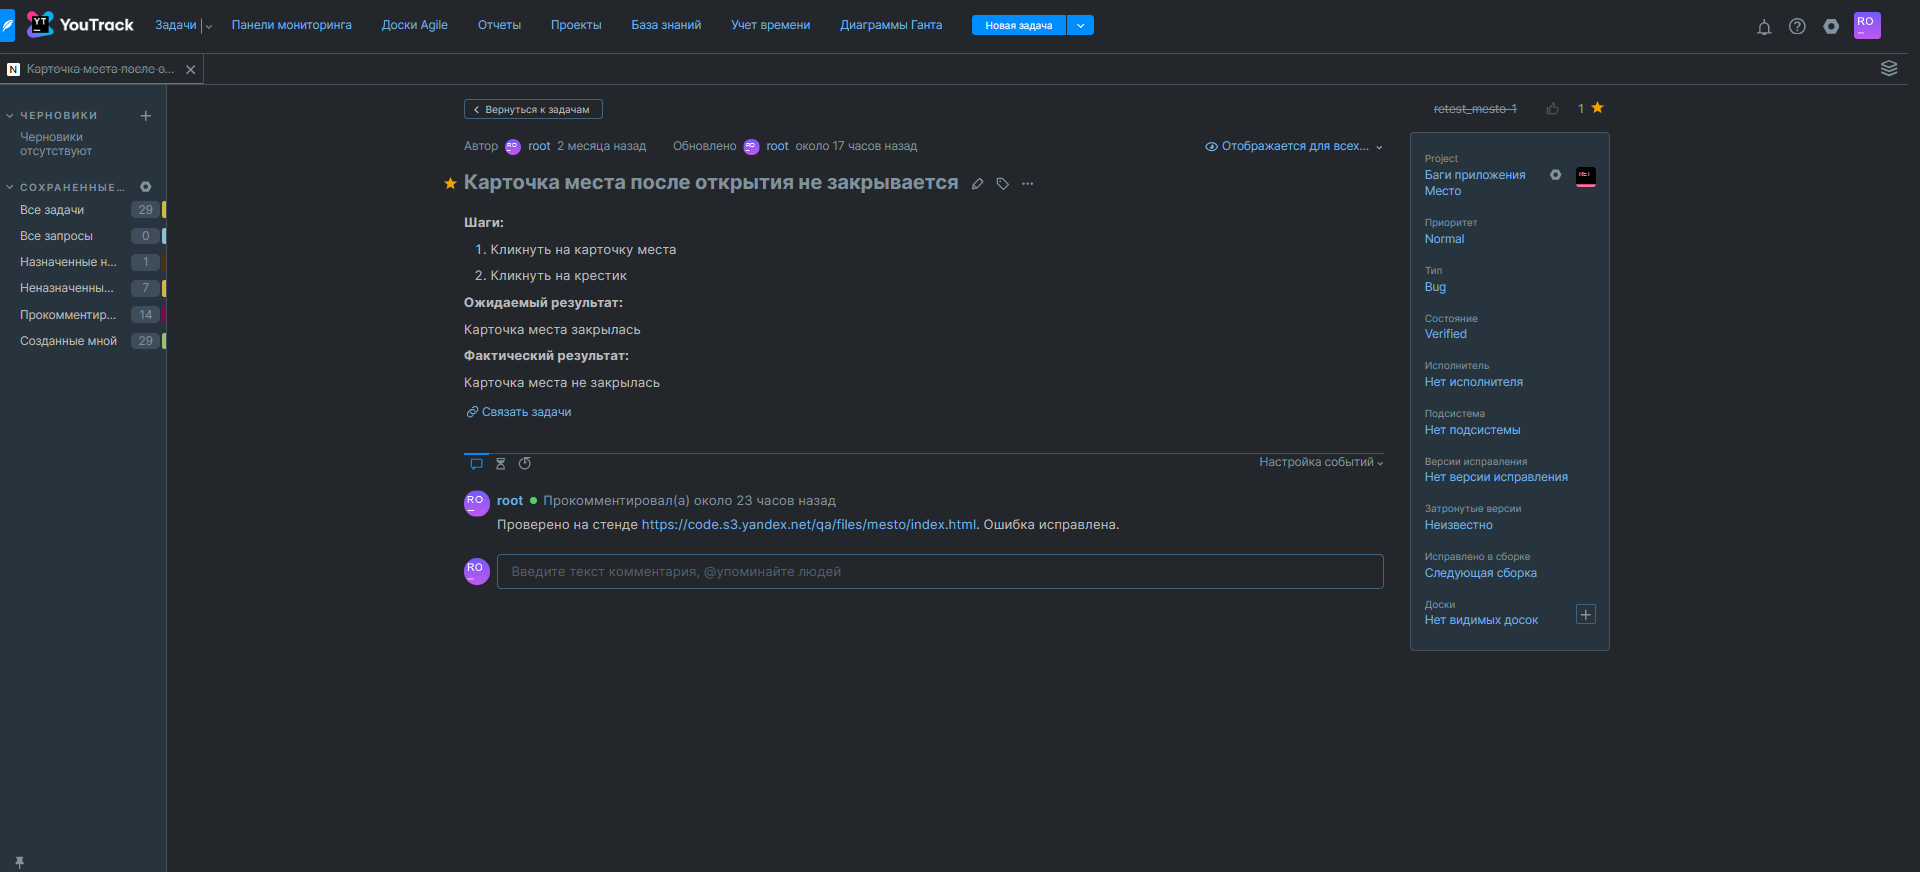 YT YouTrack Задачи Панели мониторинга Доски Agile Отчеты Проекты База знаний Учет времени Диаграммы Ганта Новая задача RO
N Карточка места после о...
ЧЕРНОВИКИ
Черновики
отсутствуют
СОХРАНЕННЫЕ...
Все задачи 29
Все запросы 0
Назначенные н... 1
Неназначенны... 7
Прокомментир... 14
Созданные мной 29
Вернуться к задачам
retest_mesto-1 1
Автор RO root 2 месяца назад Обновлено RO root около 17 часов назад Отображается для всех...
Карточка места после открытия не закрывается
Шаги:
1. Кликнуть на карточку места
2. Кликнуть на крестик
Ожидаемый результат:
Карточка места закрылась
Фактический результат:
Карточка места не закрылась
Связать задачи
Настройка событий
RO root Прокомментировал(а) около 23 часов назад
Проверено на стенде https://code.s3.yandex.net/qa/files/mesto/index.html. Ошибка исправлена.
RO Введите текст комментария, @упоминайте людей
Project
Баги приложения
Место
Приоритет
Normal
Тип
Bug
Состояние
Verified
Исполнитель
Нет исполнителя
Подсистема
Нет подсистемы
Версии исправления
Нет версии исправления
Затронутые версии
Неизвестно
Исправлено в сборке
Следующая сборка
Доски
Нет видимых досок